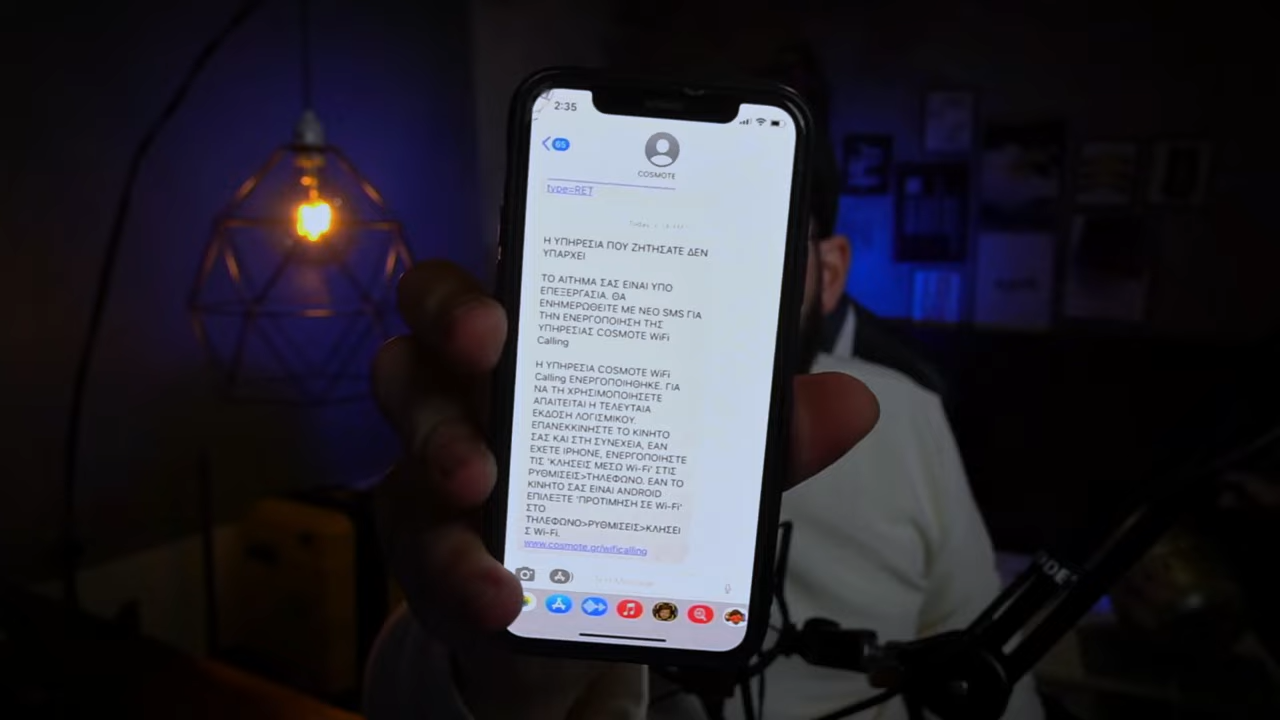 2:35
65
COSMOTE
type=RET
Η ΥΠΗΡΕΣΙΑ ΠΟΥ ΖΗΤΗΣΑΤΕ ΔΕΝ
ΥΠΑΡΧΕΙ
ΤΟ ΑΙΤΗΜΑ ΣΑΣ ΕΙΝΑΙ ΥΠΟ
ΕΠΕΞΕΡΓΑΣΙΑ. ΘΑ
ΕΝΗΜΕΡΩΘΕΙΤΕ ΜΕ ΝΕΟ SMS ΓΙΑ
ΤΗΝ ΕΝΕΡΓΟΠΟΙΗΣΗ ΤΗΣ
ΥΠΗΡΕΣΙΑΣ COSMOTE WiFi
Calling
Η ΥΠΗΡΕΣΙΑ COSMOTE WiFi
Calling ΕΝΕΡΓΟΠΟΙΗΘΗΚΕ. ΓΙΑ
ΝΑ ΤΗ ΧΡΗΣΙΜΟΠΟΙΗΣΕΤΕ
ΑΠΑΙΤΕΙΤΑΙ Η ΤΕΛΕΥΤΑΙΑ
ΕΚΔΟΣΗ ΛΟΓΙΣΜΙΚΟΥ.
ΕΠΑΝΕΚΚΙΝΗΣΤΕ ΤΟ ΚΙΝΗΤΟ
ΣΑΣ ΚΑΙ ΣΤΗ ΣΥΝΕΧΕΙΑ, ΕΑΝ
ΕΧΕΤΕ IPHONE, ΕΝΕΡΓΟΠΟΙΗΣΤΕ
ΤΙΣ 'ΚΛΗΣΕΙΣ ΜΕΣΩ Wi-Fi' ΣΤΙΣ
ΡΥΘΜΙΣΕΙΣ>ΤΗΛΕΦΩΝΟ. ΕΑΝ ΤΟ
ΚΙΝΗΤΟ ΣΑΣ ΕΙΝΑΙ ANDROID
ΕΠΙΛΕΞΤΕ 'ΠΡΟΤΙΜΗΣΗ ΣΕ Wi-Fi'
ΣΤΟ
ΤΗΛΕΦΩΝΟ>ΡΥΘΜΙΣΕΙΣ>ΚΛΗΣΕΙ
Σ Wi-Fi.
www.cosmote.gr/wificalling
Text Message